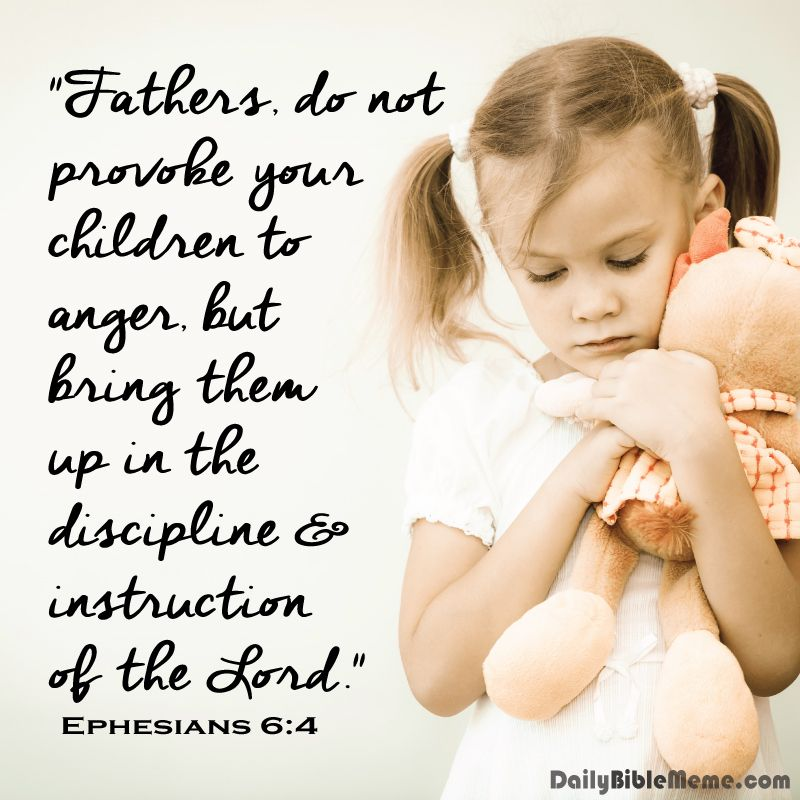 "Fathers, do not
provoke your
children to
anger, but
bring them
up in the
discipline &
instruction
of the Lord."
Ephesians 6:4
DailyBibleMeme.com